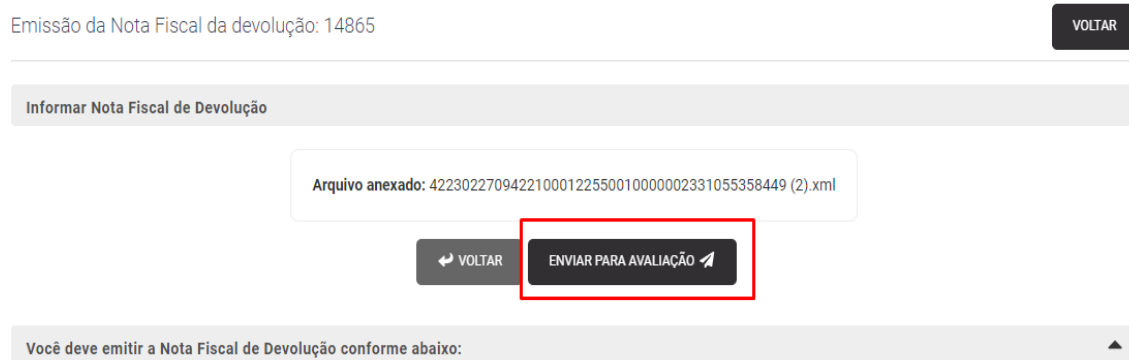 Emissão da Nota Fiscal da devolução: 14865
VOLTAR
Informar Nota Fiscal de Devolução
Arquivo anexado: 42230227094221000122550010000002331055358449 (2).xml
VOLTAR
ENVIAR PARA AVALIAÇÃO
Você deve emitir a Nota Fiscal de Devolução conforme abaixo: